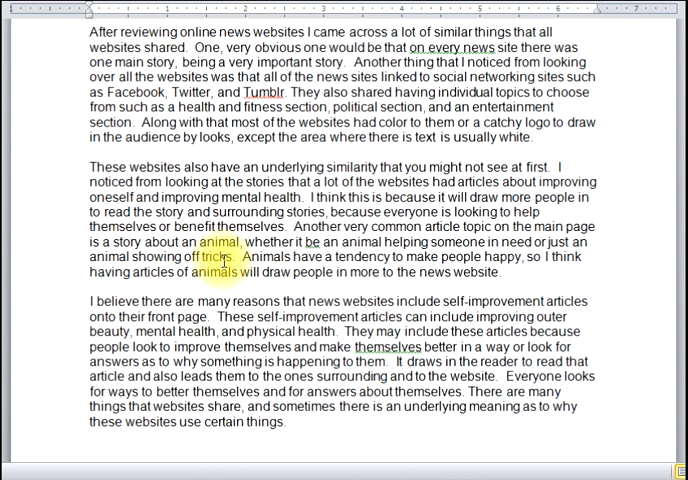 1 2 3 4 5 6 7
After reviewing online news websites I came across a lot of similar things that all
websites shared.  One, very obvious one would be that on every news site there was
one main story, being a very important story.  Another thing that I noticed from looking
over all the websites was that all of the news sites linked to social networking sites such
as Facebook, Twitter, and Tumblr. They also shared having individual topics to choose
from such as a health and fitness section, political section, and an entertainment
section.  Along with that most of the websites had color to them or a catchy logo to draw
in the audience by looks, except the area where there is text is usually white.
These websites also have an underlying similarity that you might not see at first.  I
noticed from looking at the stories that a lot of the websites had articles about improving
oneself and improving mental health.  I think this is because it will draw more people in
to read the story and surrounding stories, because everyone is looking to help
themselves or benefit themselves.  Another very common article topic on the main page
is a story about an animal, whether it be an animal helping someone in need or just an
animal showing off tricks.  Animals have a tendency to make people happy, so I think
having articles of animals will draw people in more to the news website.
I believe there are many reasons that news websites include self-improvement articles
onto their front page.  These self-improvement articles can include improving outer
beauty, mental health, and physical health.  They may include these articles because
people look to improve themselves and make themselves better in a way or look for
answers as to why something is happening to them.  It draws in the reader to read that
article and also leads them to the ones surrounding and to the website.  Everyone looks
for ways to better themselves and for answers about themselves. There are many
things that websites share, and sometimes there is an underlying meaning as to why
these websites use certain things.